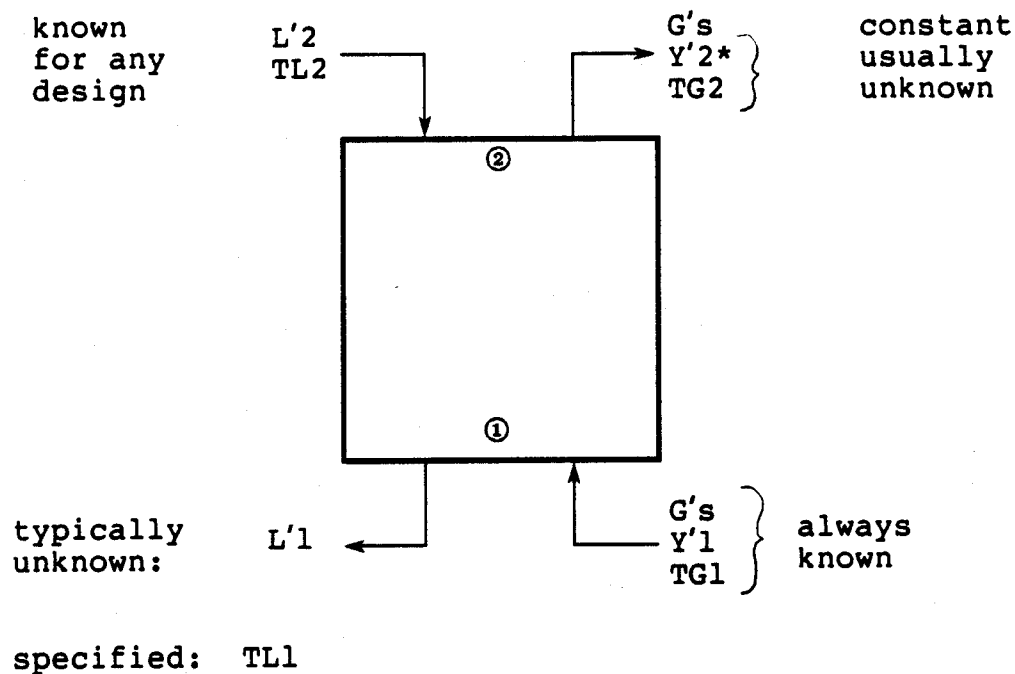 known
for any
design
L'2
TL2
G's
Y'2*
TG2
constant
usually
unknown
②
①
typically
unknown:
L'1
G's
Y'1
TG1
always
known
specified: TL1